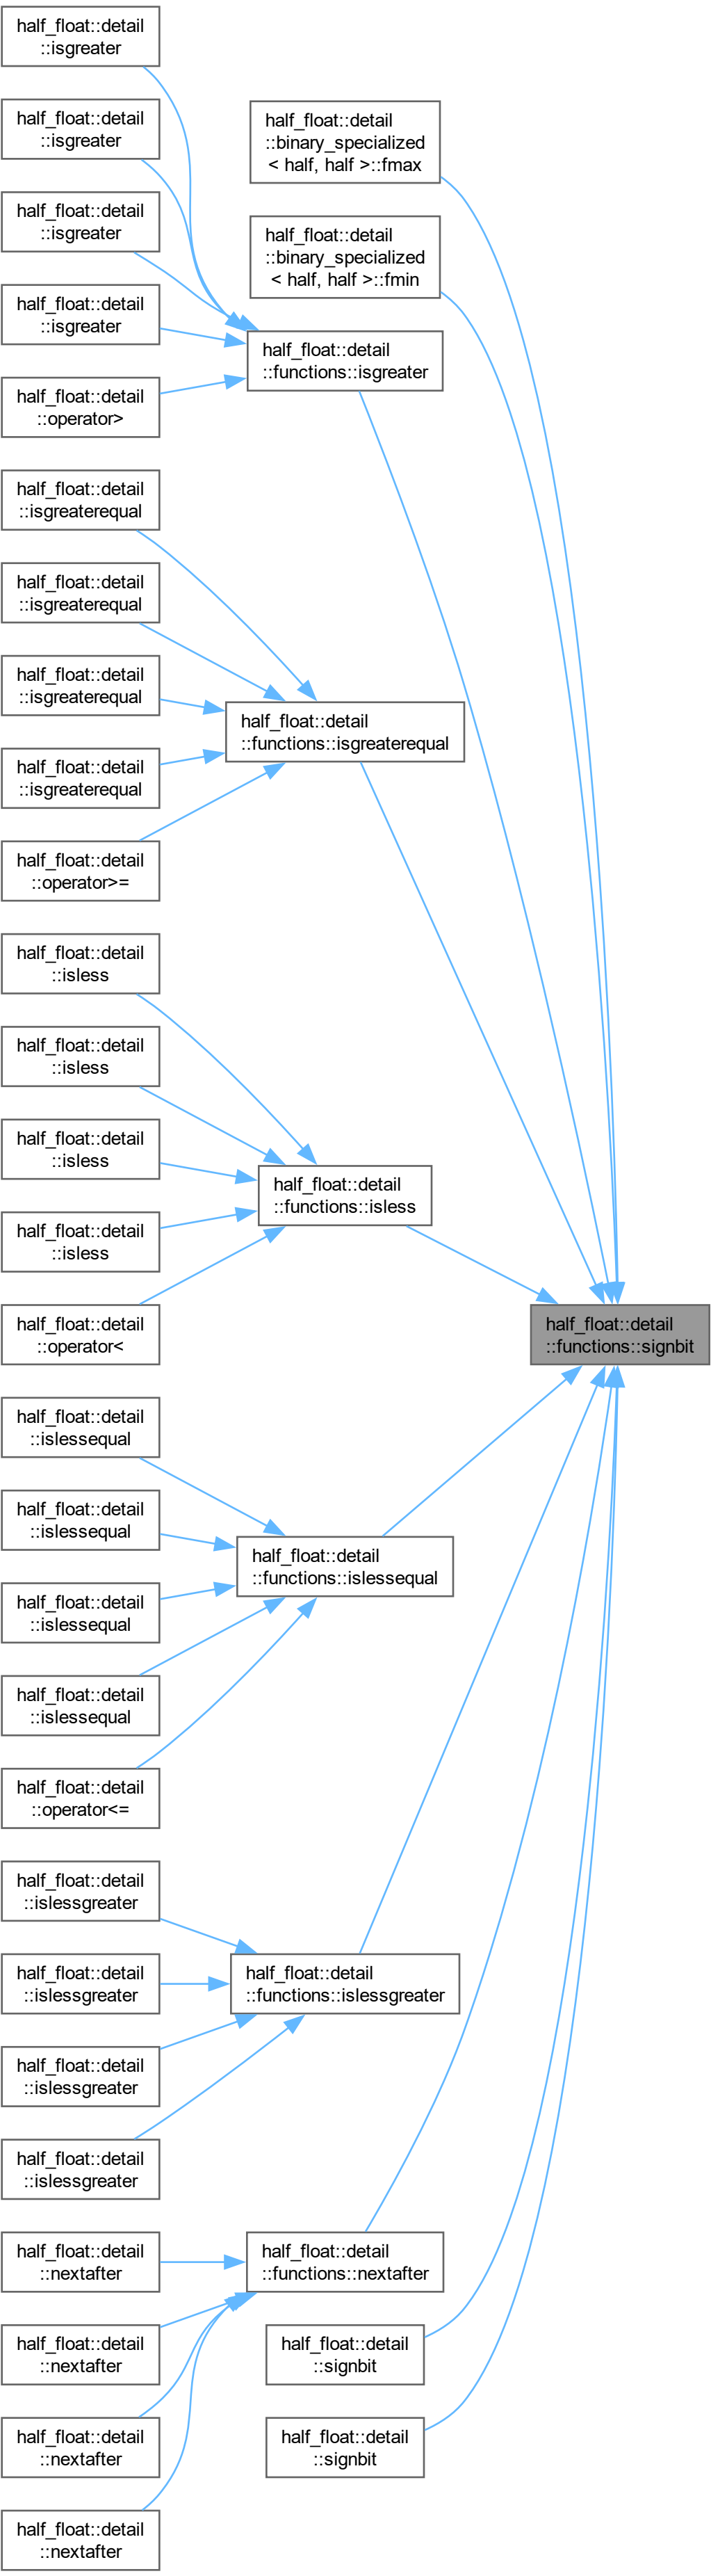 half_float::detail
::isgreater
half_float::detail
::isgreater
half_float::detail
::isgreater
half_float::detail
::isgreater
half_float::detail
::operator>
half_float::detail
::isgreaterequal
half_float::detail
::isgreaterequal
half_float::detail
::isgreaterequal
half_float::detail
::isgreaterequal
half_float::detail
::operator>=
half_float::detail
::isless
half_float::detail
::isless
half_float::detail
::isless
half_float::detail
::isless
half_float::detail
::operator<
half_float::detail
::islessequal
half_float::detail
::islessequal
half_float::detail
::islessequal
half_float::detail
::islessequal
half_float::detail
::operator<=
half_float::detail
::islessgreater
half_float::detail
::islessgreater
half_float::detail
::islessgreater
half_float::detail
::islessgreater
half_float::detail
::nextafter
half_float::detail
::nextafter
half_float::detail
::nextafter
half_float::detail
::nextafter
half_float::detail
::binary_specialized
< half, half >::fmax
half_float::detail
::binary_specialized
< half, half >::fmin
half_float::detail
::functions::isgreater
half_float::detail
::functions::isgreaterequal
half_float::detail
::functions::isless
half_float::detail
::functions::islessequal
half_float::detail
::functions::islessgreater
half_float::detail
::functions::nextafter
half_float::detail
::signbit
half_float::detail
::signbit
half_float::detail
::functions::signbit